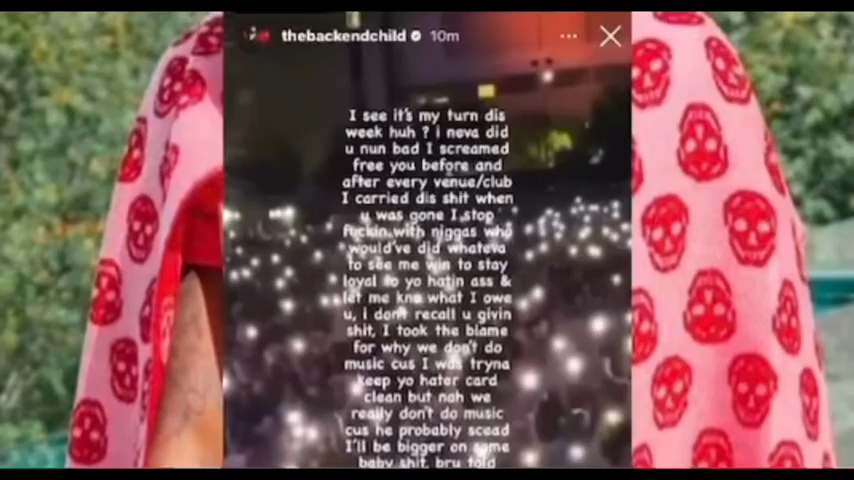 thebackendchild 10m
I see it's my turn dis
week huh ? i neva did
u nun bad I screamed
free you before and
after every venue/club
I carried dis shit when
u was gone I stop
fuckin with niggas who
would've did whateva
to see me win to stay
loyal to yo hatin ass &
let me kno what I owe
u, i don't recall u givin
shit, I took the blame
for why we don't do
music cus I was tryna
keep yo hater card
clean but nah we
really don't do music
cus he probably scead
I'll be bigger on some
baby shit, bru told